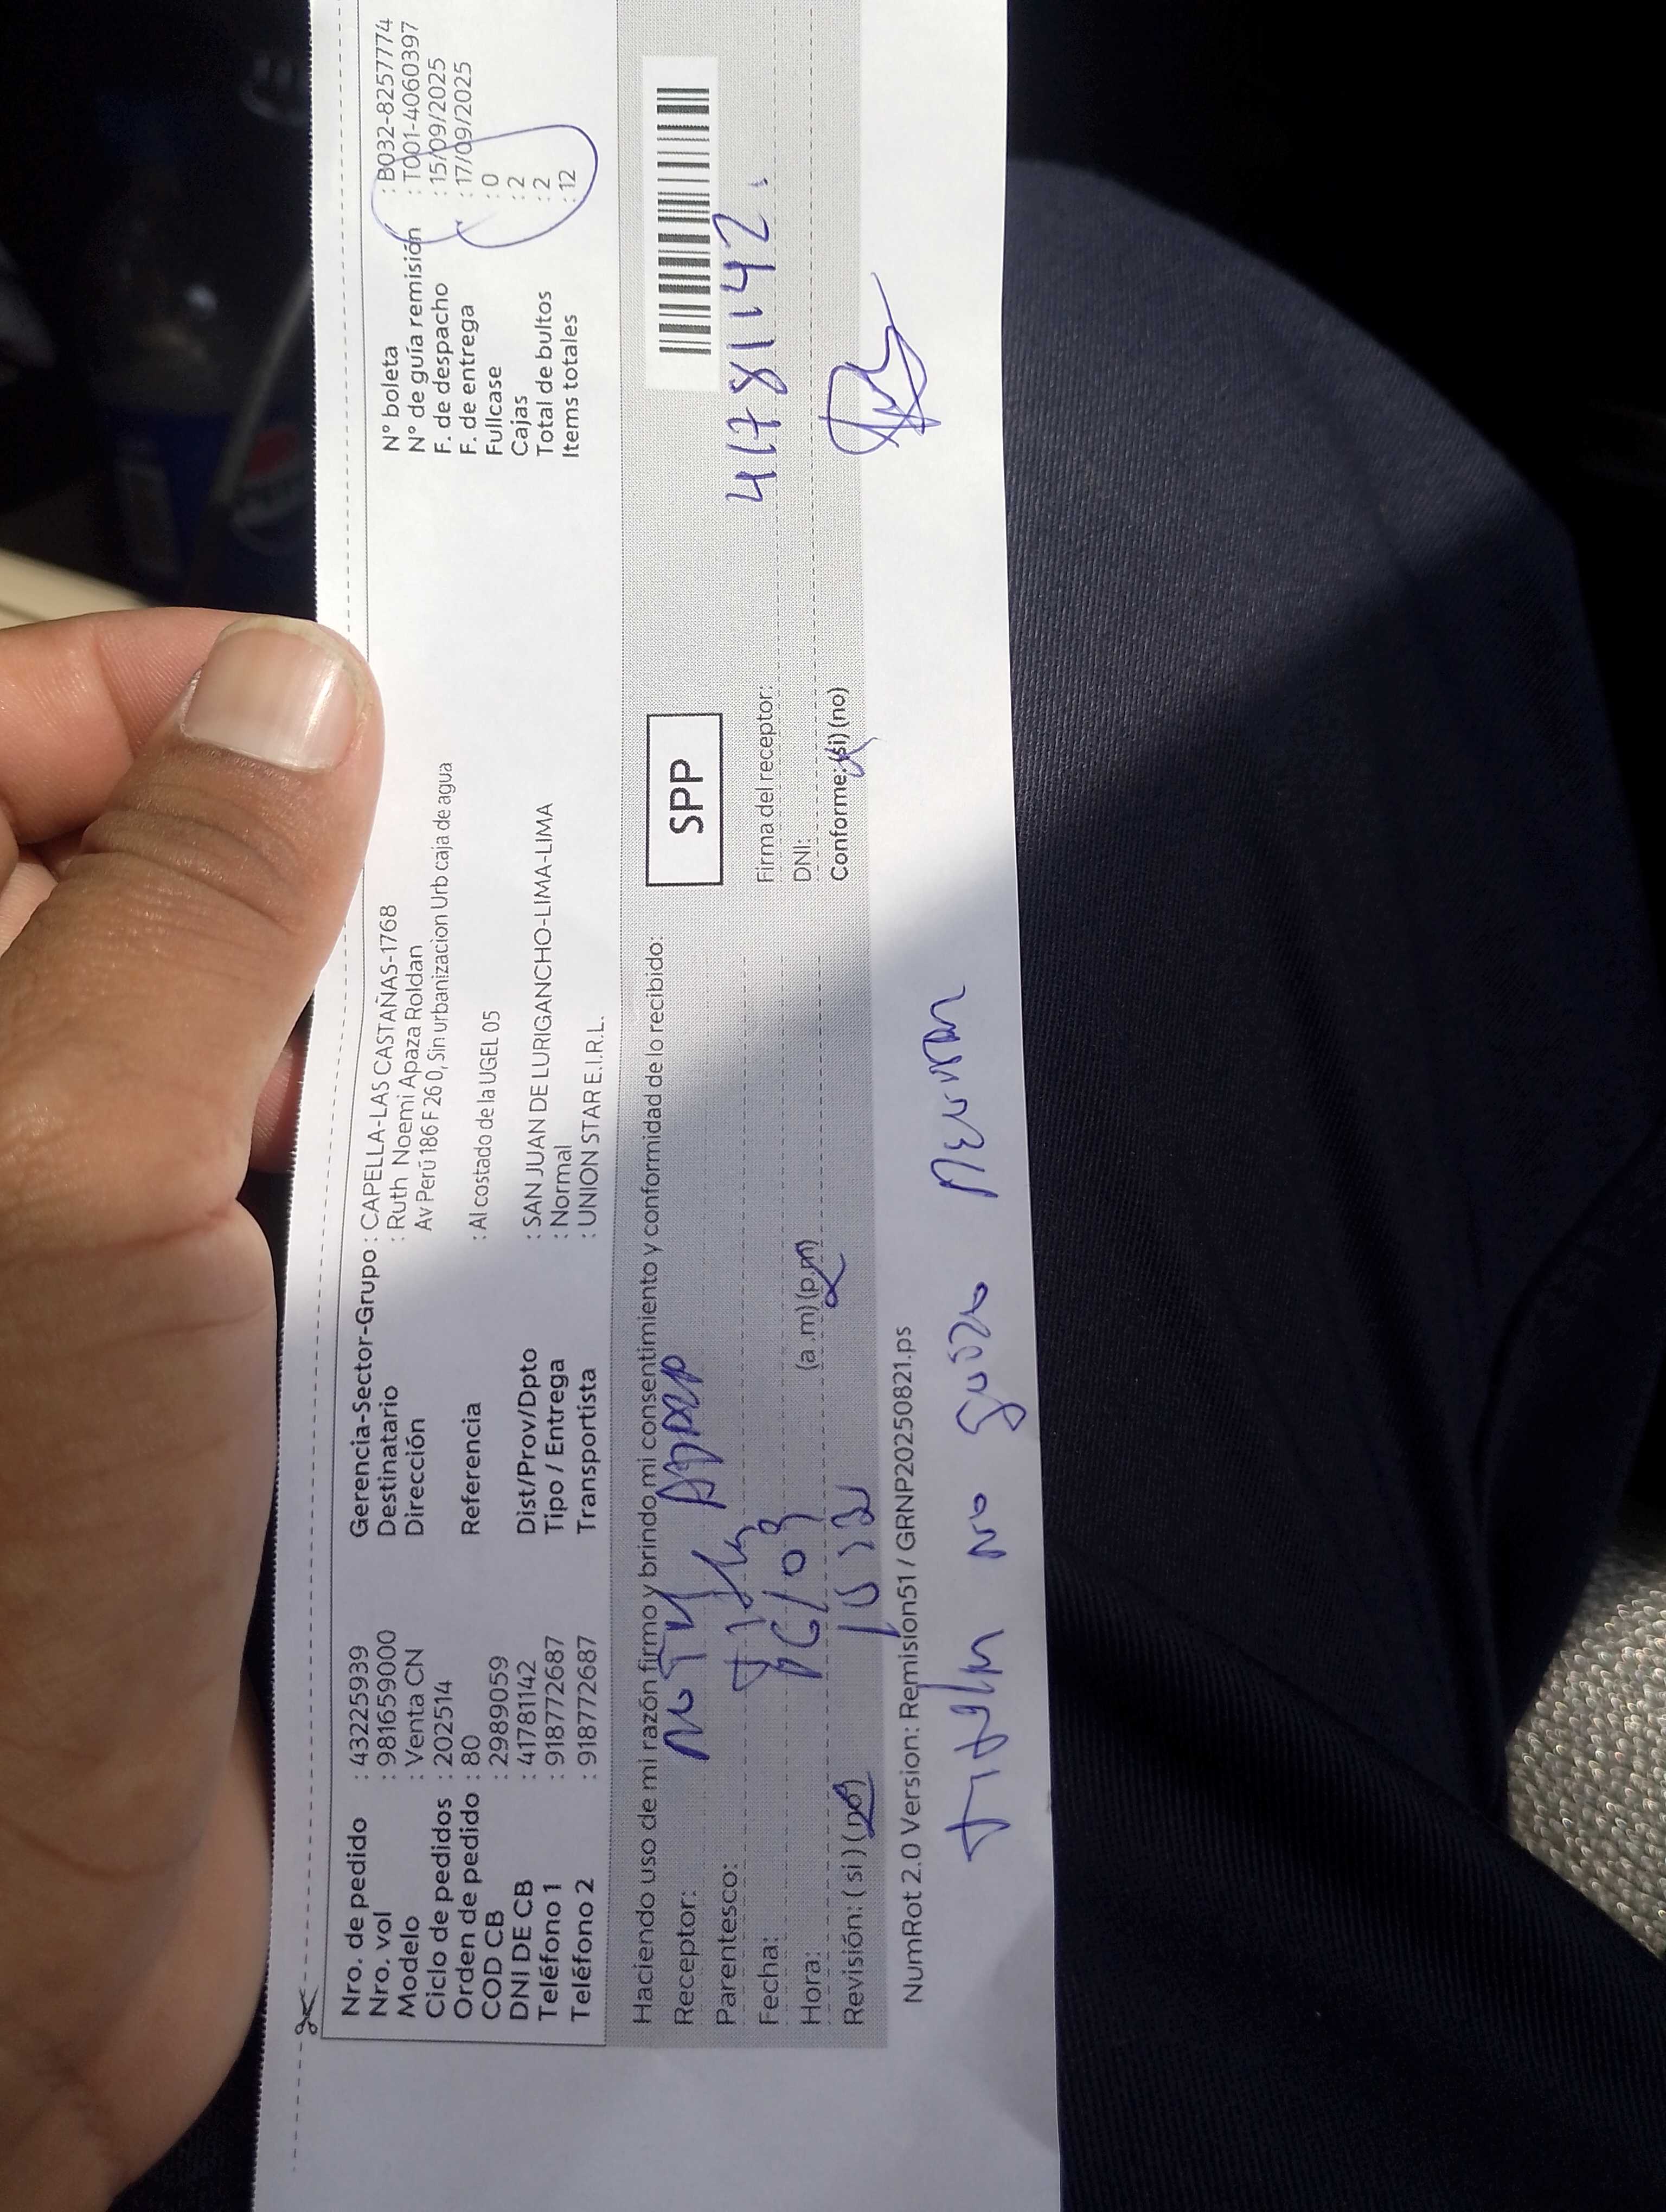 Nro. de pedido : 43225939
Nro. vol : 981659000
Modelo : Venta CN
Ciclo de pedidos : 202514
Orden de pedido : 80
COD CB : 2989059
DNI DE CB : 41781142
Teléfono 1 : 918772687
Teléfono 2 : 918772687
Gerencia-Sector-Grupo : CAPELLA-LAS CASTAÑAS-1768
Destinatario : Ruth Noemi Apaza Roldan
Dirección Av Perú 186 F 26 0, Sin urbanizacion Urb caja de agua
Referencia : Al costado de la UGEL 05
Dist/Prov/Dpto : SAN JUAN DE LURIGANCHO-LIMA-LIMA
Tipo / Entrega : Normal
Transportista : UNION STAR E.I.R.L.
N° boleta : B032-8257774
N° de guía remisión : T001-4060397
F. de despacho : 15/09/2025
F. de entrega : 17/09/2025
Fullcase : 0
Cajas : 2
Total de bultos : 2
Items totales : 12
Haciendo uso de mi razón firmo y brindo mi consentimiento y conformidad de lo recibido:
SPP
Receptor:
Parentesco:
Fecha: 16/09
Hora: (a .m) (p.m)
Revisión: ( si ) (no)
Firma del receptor:
DNI: 41781142
Conforme: (si) (no)
NumRot 2.0 Version: Remision51 / GRNP20250821.ps
no